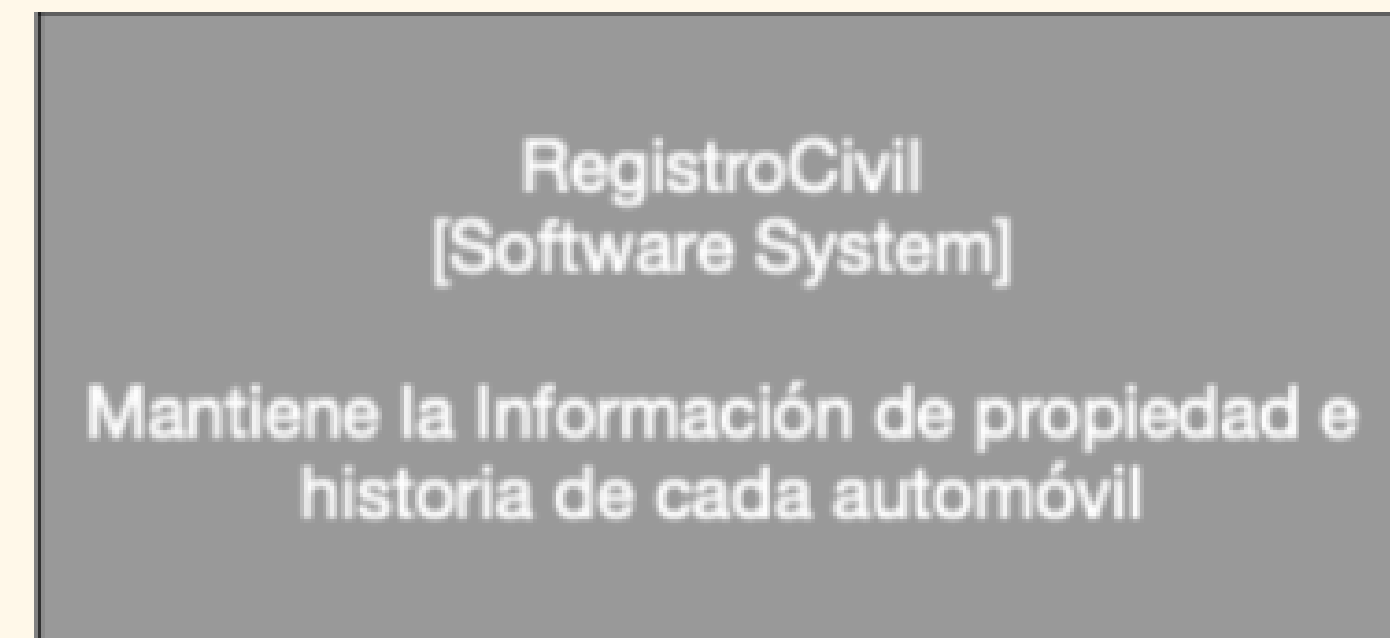 RegistroCivil
[Software System]
Mantiene la Información de propiedad e
historia de cada automóvil